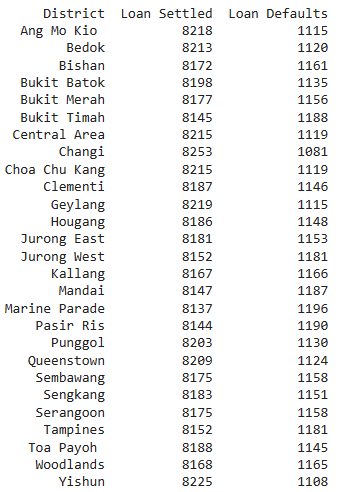 District Loan Settled Loan Defaults
Ang Mo Kio 8218 1115
Bedok 8213 1120
Bishan 8172 1161
Bukit Batok 8198 1135
Bukit Merah 8177 1156
Bukit Timah 8145 1188
Central Area 8215 1119
Changi 8253 1081
Choa Chu Kang 8215 1119
Clementi 8187 1146
Geylang 8219 1115
Hougang 8186 1148
Jurong East 8181 1153
Jurong West 8152 1181
Kallang 8167 1166
Mandai 8147 1187
Marine Parade 8137 1196
Pasir Ris 8144 1190
Punggol 8203 1130
Queenstown 8209 1124
Sembawang 8175 1158
Sengkang 8183 1151
Serangoon 8175 1158
Tampines 8152 1181
Toa Payoh 8188 1145
Woodlands 8168 1165
Yishun 8225 1108